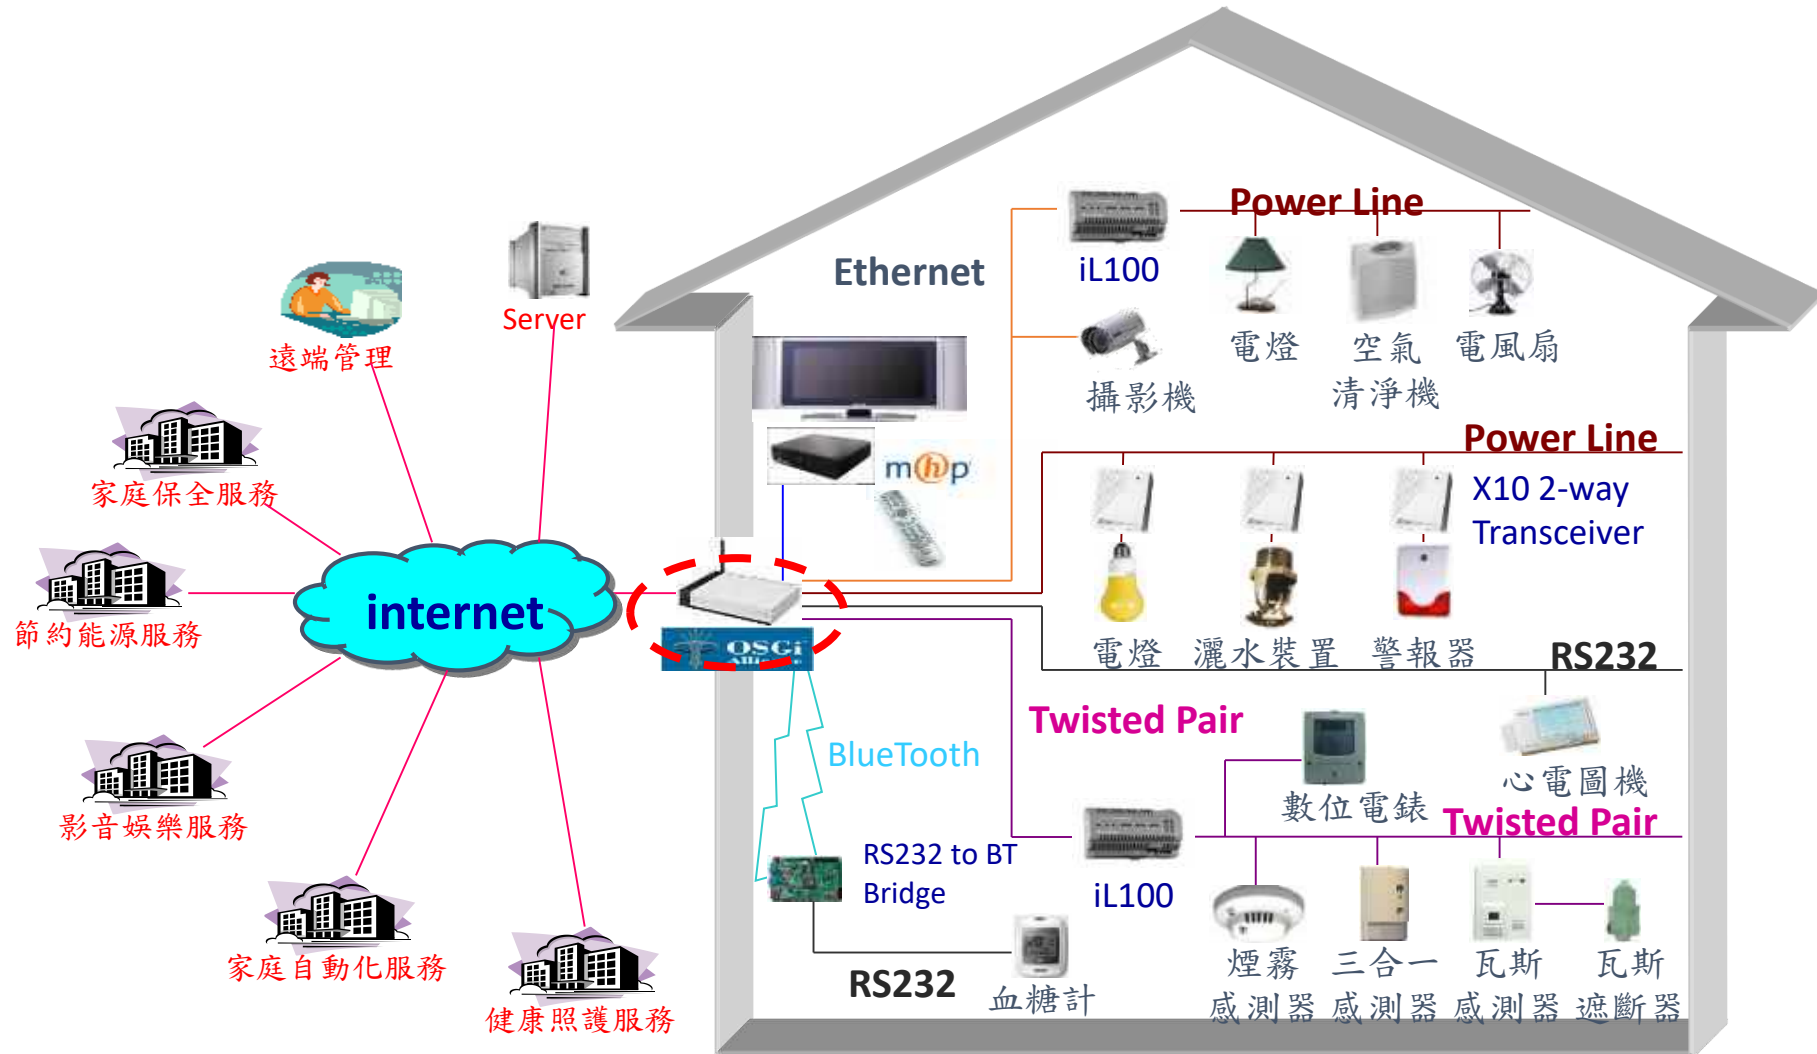 Power Line
Ethernet
iL100
Server
電燈
空氣
清淨機
電風扇
遠端管理
攝影機
Power Line
mhp
家庭保全服務
X10 2-way
Transceiver
internet
節約能源服務
OSGi
電燈
灑水裝置
警報器
RS232
Twisted Pair
BlueTooth
心電圖機
數位電錶
影音娛樂服務
Twisted Pair
RS232 to BT
Bridge
iL100
家庭自動化服務
煙霧
感測器
三合一
感測器
瓦斯
感測器
瓦斯
遮斷器
RS232
血糖計
健康照護服務